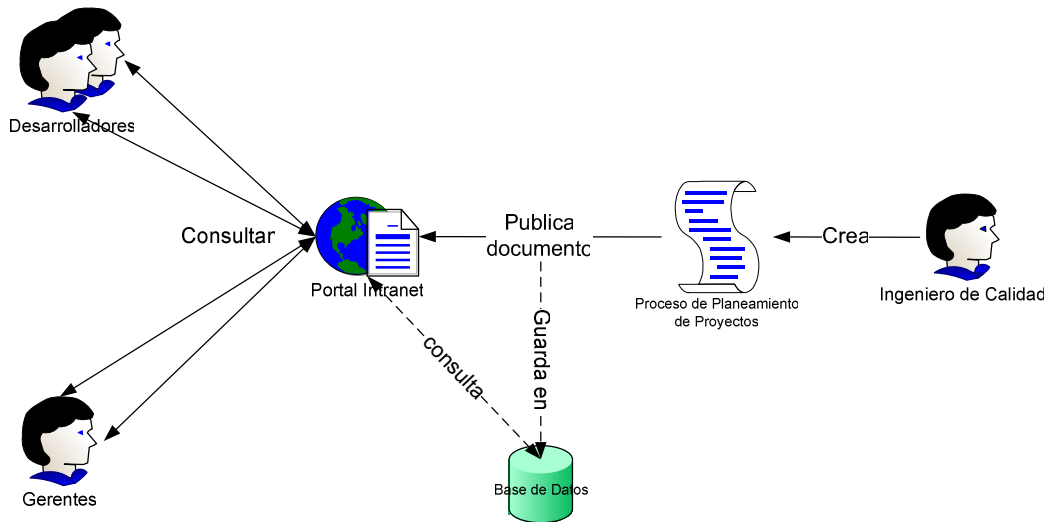 Desarrolladores
Consultar
Portal Intranet
Publica
documento
Proceso de Planeamiento
de Proyectos
Crea
Ingeniero de Calidad
consulta
Guarda en
Base de Datos
Gerentes